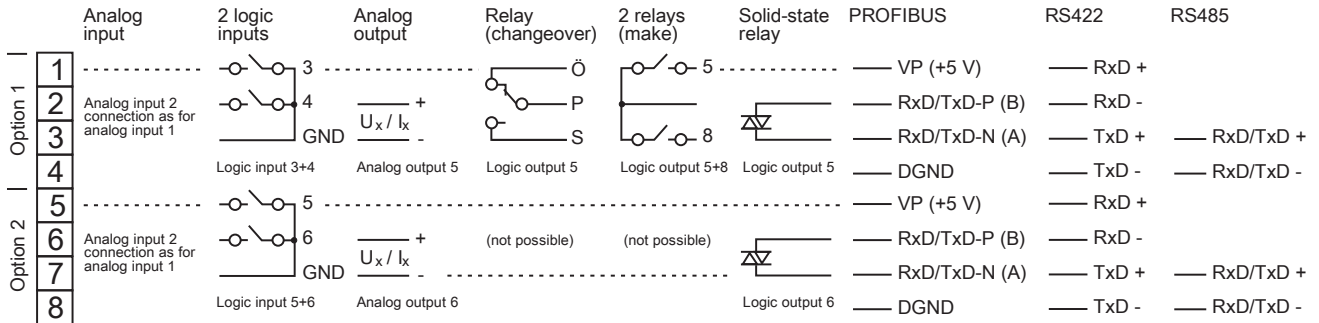 Analog input 2 logic inputs Analog output Relay (changeover) 2 relays (make) Solid-state relay PROFIBUS RS422 RS485
Option 1
1 3 Ö 5 VP (+5 V) RxD +
2 Analog input 2 connection as for analog input 1 4 + P RxD/TxD-P (B) RxD -
Ux / Ix
3 GND - S 8 RxD/TxD-N (A) TxD + RxD/TxD +
4 Logic input 3+4 Analog output 5 Logic output 5 Logic output 5+8 Logic output 5 DGND TxD - RxD/TxD -
Option 2
5 5 VP (+5 V) RxD +
6 Analog input 2 connection as for analog input 1 6 + (not possible) (not possible) RxD/TxD-P (B) RxD -
Ux / Ix
7 GND - RxD/TxD-N (A) TxD + RxD/TxD +
8 Logic input 5+6 Analog output 6 Logic output 6 DGND TxD - RxD/TxD -